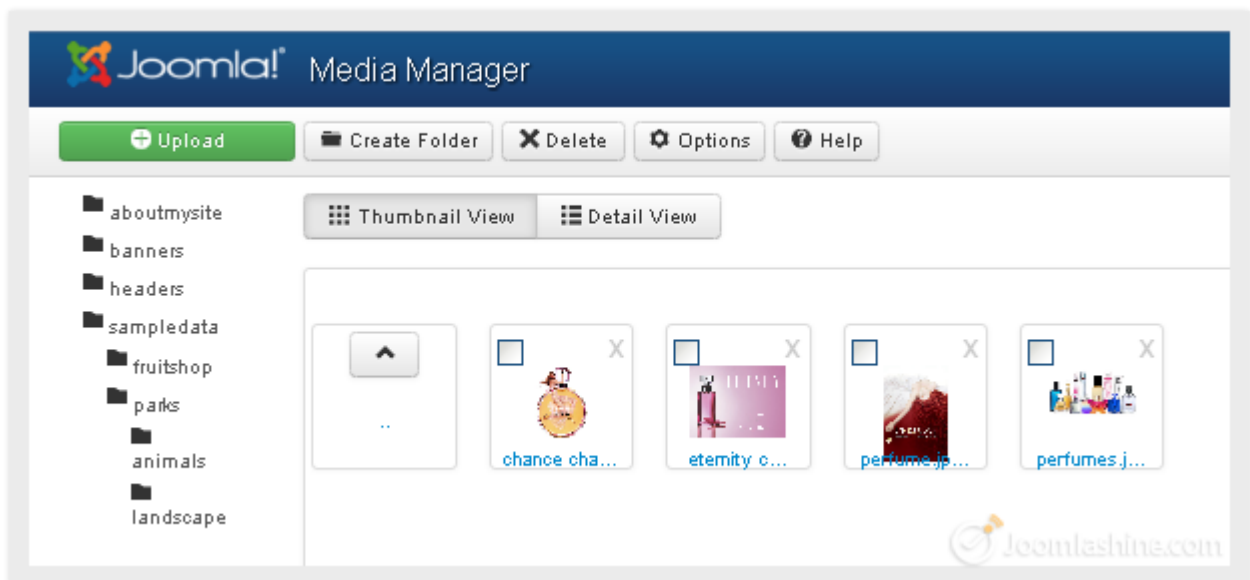 Joomla!® Media Manager
Upload Create Folder Delete Options Help
aboutmysite
banners
headers
sampledata
fruitshop
parks
animals
landscape
Thumbnail View Detail View
..
chance cha...
X
eternity c...
X
perfume.jp...
X
perfumes.j...
X
Joomlashine.com